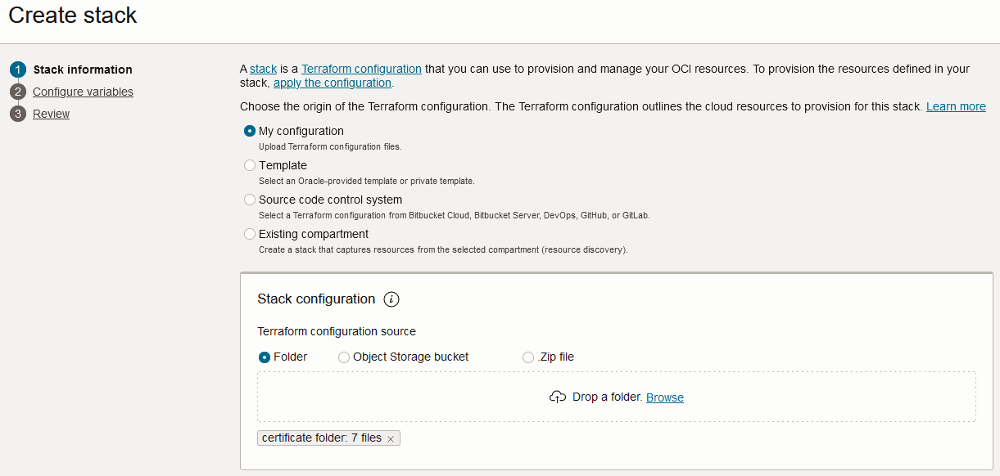 Create stack
1 Stack information
2 Configure variables
3 Review
A stack is a Terraform configuration that you can use to provision and manage your OCI resources. To provision the resources defined in your
stack, apply the configuration.
Choose the origin of the Terraform configuration. The Terraform configuration outlines the cloud resources to provision for this stack. Learn more
My configuration
Upload Terraform configuration files.
Template
Select an Oracle-provided template or private template.
Source code control system
Select a Terraform configuration from Bitbucket Cloud, Bitbucket Server, DevOps, GitHub, or GitLab.
Existing compartment
Create a stack that captures resources from the selected compartment (resource discovery).
Stack configuration i
Terraform configuration source
Folder Object Storage bucket .Zip file
Drop a folder. Browse
certificate folder: 7 files ×